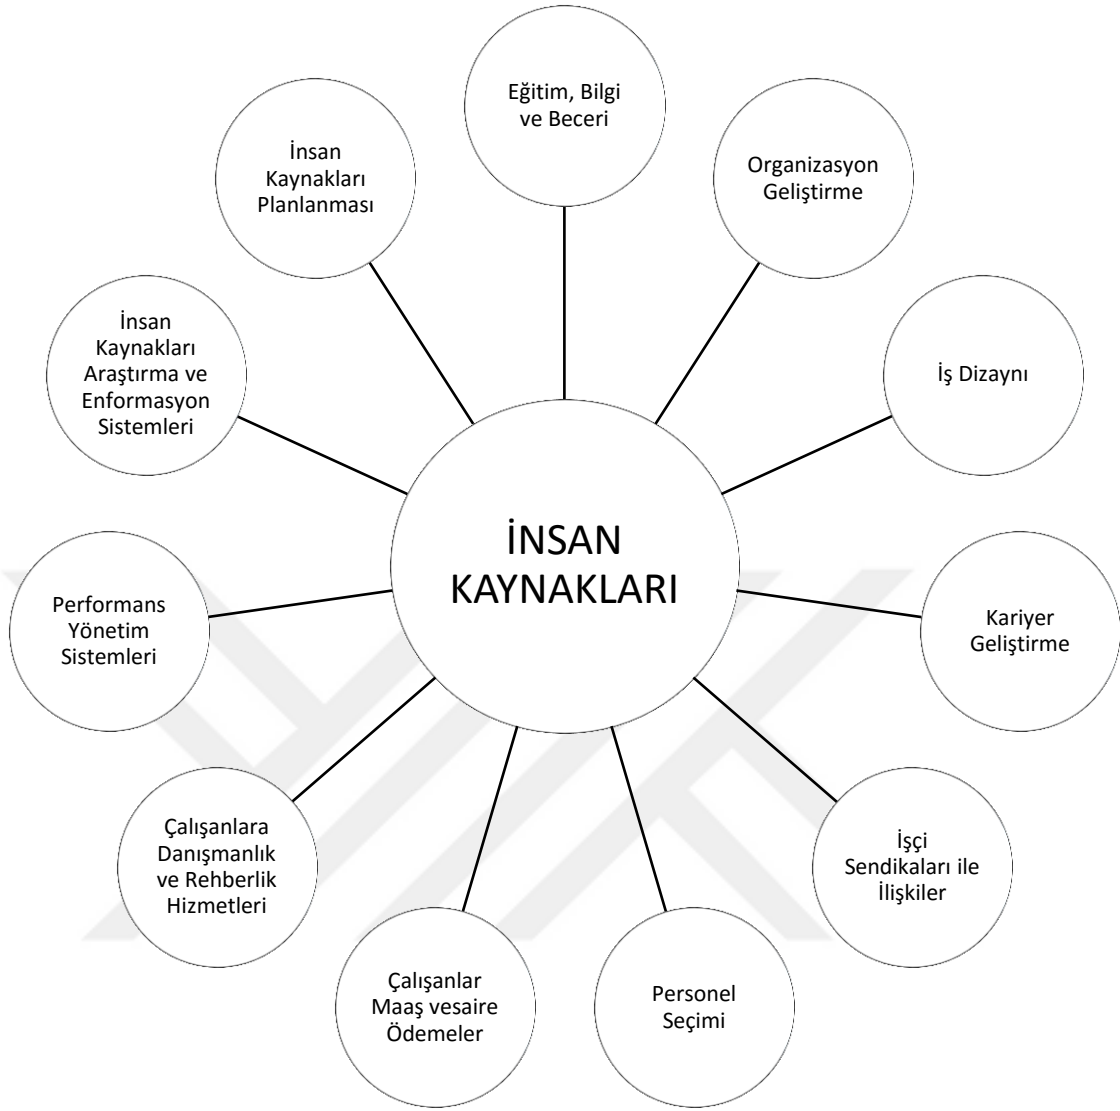 Eğitim, Bilgi
ve Beceri
Organizasyon
Geliştirme
İş Dizaynı
Kariyer
Geliştirme
İşçi
Sendikaları ile
İlişkiler
Personel
Seçimi
Çalışanlar
Maaş vesaire
Ödemeler
Çalışanlara
Danışmanlık
ve Rehberlik
Hizmetleri
Performans
Yönetim
Sistemleri
İnsan
Kaynakları
Araştırma ve
Enformasyon
Sistemleri
İnsan
Kaynakları
Planlanması
İNSAN
KAYNAKLARI